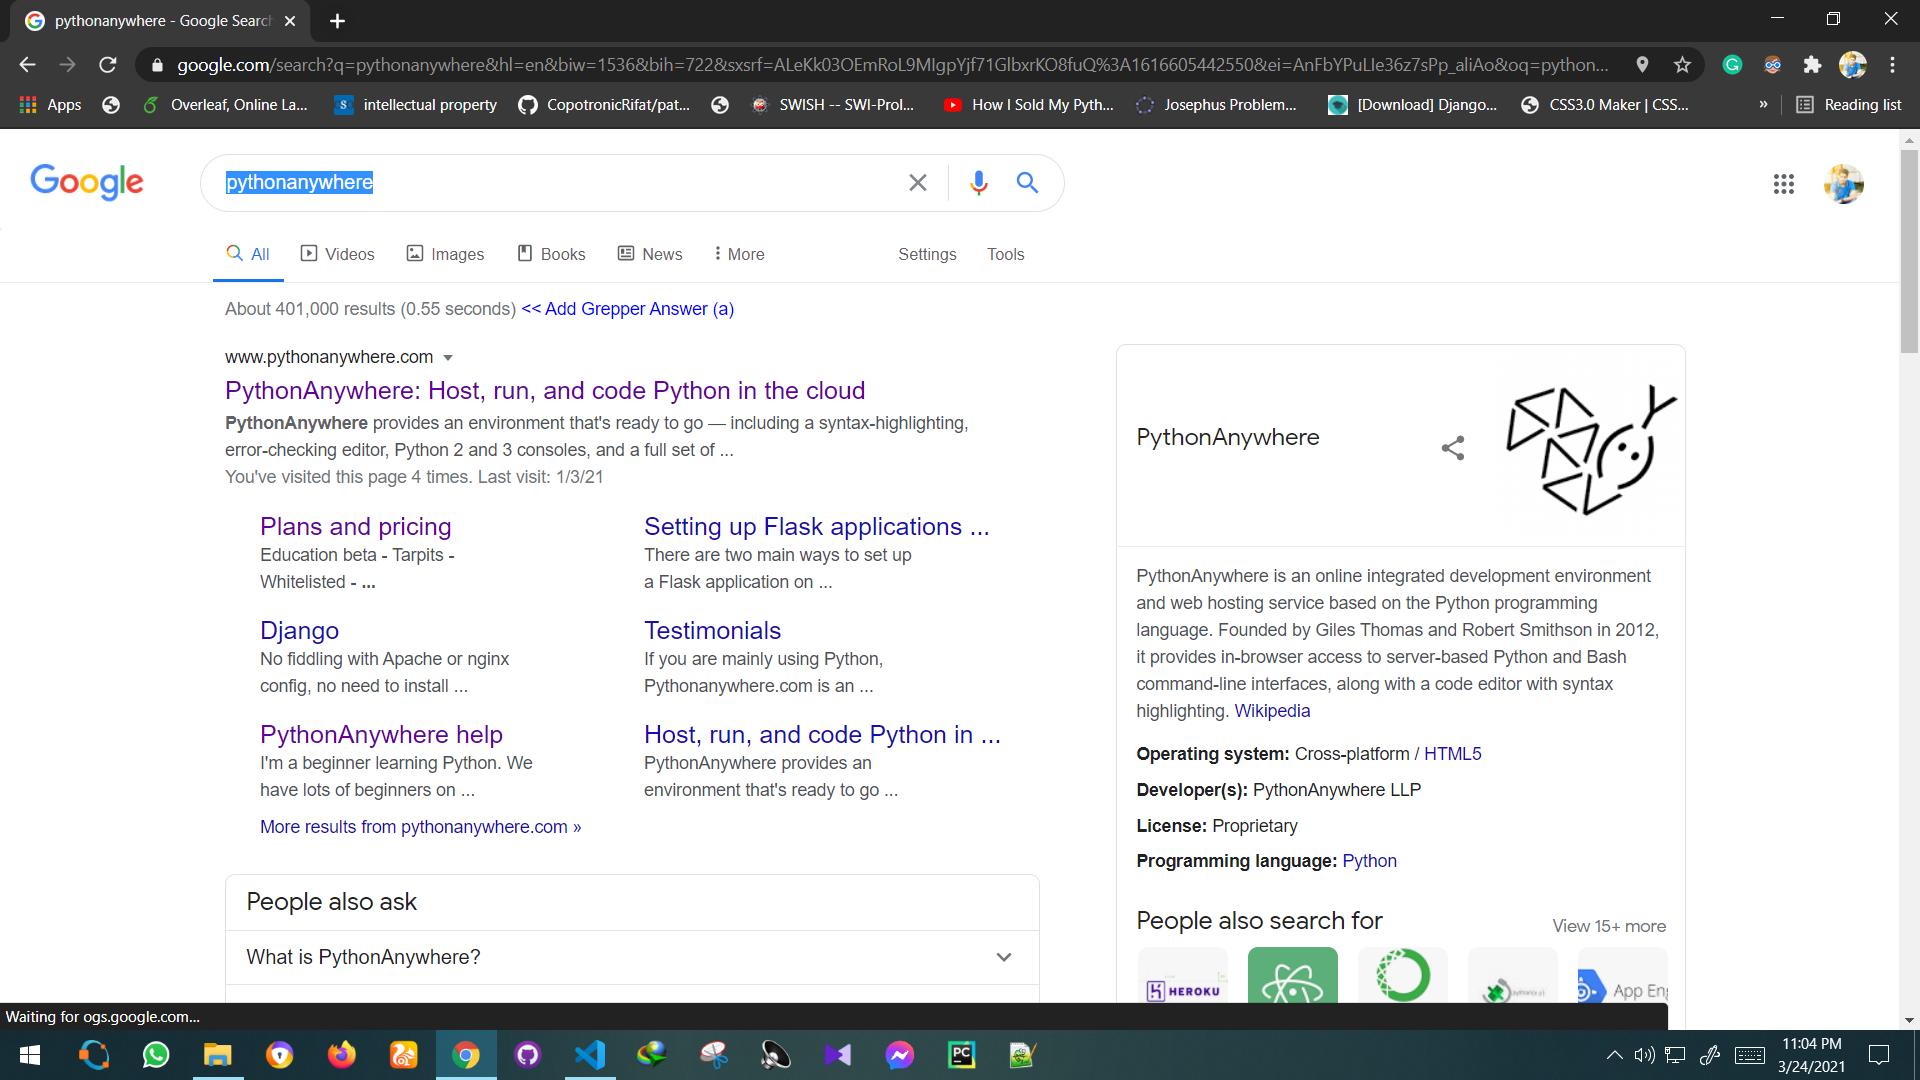 pythonanywhere - Google Search
google.com/search?q=pythonanywhere&hl=en&biw=1536&bih=722&sxsrf=ALeKk03OEmRoL9MIgpYjf71GlbxrKO8fuQ%3A1616605442550&ei=AnFbYPuLIe36z7sPp_aliAo&oq=python...
Apps
Overleaf, Online La...
intellectual property
CopotronicRifat/pat...
SWISH -- SWI-Prol...
How I Sold My Pyth...
Josephus Problem...
[Download] Django...
CSS3.0 Maker | CSS...
»
Reading list
Google
pythonanywhere
All
Videos
Images
Books
News
More
Settings
Tools
About 401,000 results (0.55 seconds) << Add Grepper Answer (a)
www.pythonanywhere.com
PythonAnywhere: Host, run, and code Python in the cloud
PythonAnywhere provides an environment that's ready to go — including a syntax-highlighting,
error-checking editor, Python 2 and 3 consoles, and a full set of ...
You've visited this page 4 times. Last visit: 1/3/21
Plans and pricing
Education beta - Tarpits -
Whitelisted - ...
Setting up Flask applications ...
There are two main ways to set up
a Flask application on ...
Django
No fiddling with Apache or nginx
config, no need to install ...
Testimonials
If you are mainly using Python,
Pythonanywhere.com is an ...
PythonAnywhere help
I'm a beginner learning Python. We
have lots of beginners on ...
Host, run, and code Python in ...
PythonAnywhere provides an
environment that's ready to go ...
More results from pythonanywhere.com »
People also ask
What is PythonAnywhere?
PythonAnywhere
PythonAnywhere is an online integrated development environment
and web hosting service based on the Python programming
language. Founded by Giles Thomas and Robert Smithson in 2012,
it provides in-browser access to server-based Python and Bash
command-line interfaces, along with a code editor with syntax
highlighting. Wikipedia
Operating system: Cross-platform / HTML5
Developer(s): PythonAnywhere LLP
License: Proprietary
Programming language: Python
People also search for
View 15+ more
HEROKU
App En
Waiting for ogs.google.com...
PC
11:04 PM
3/24/2021